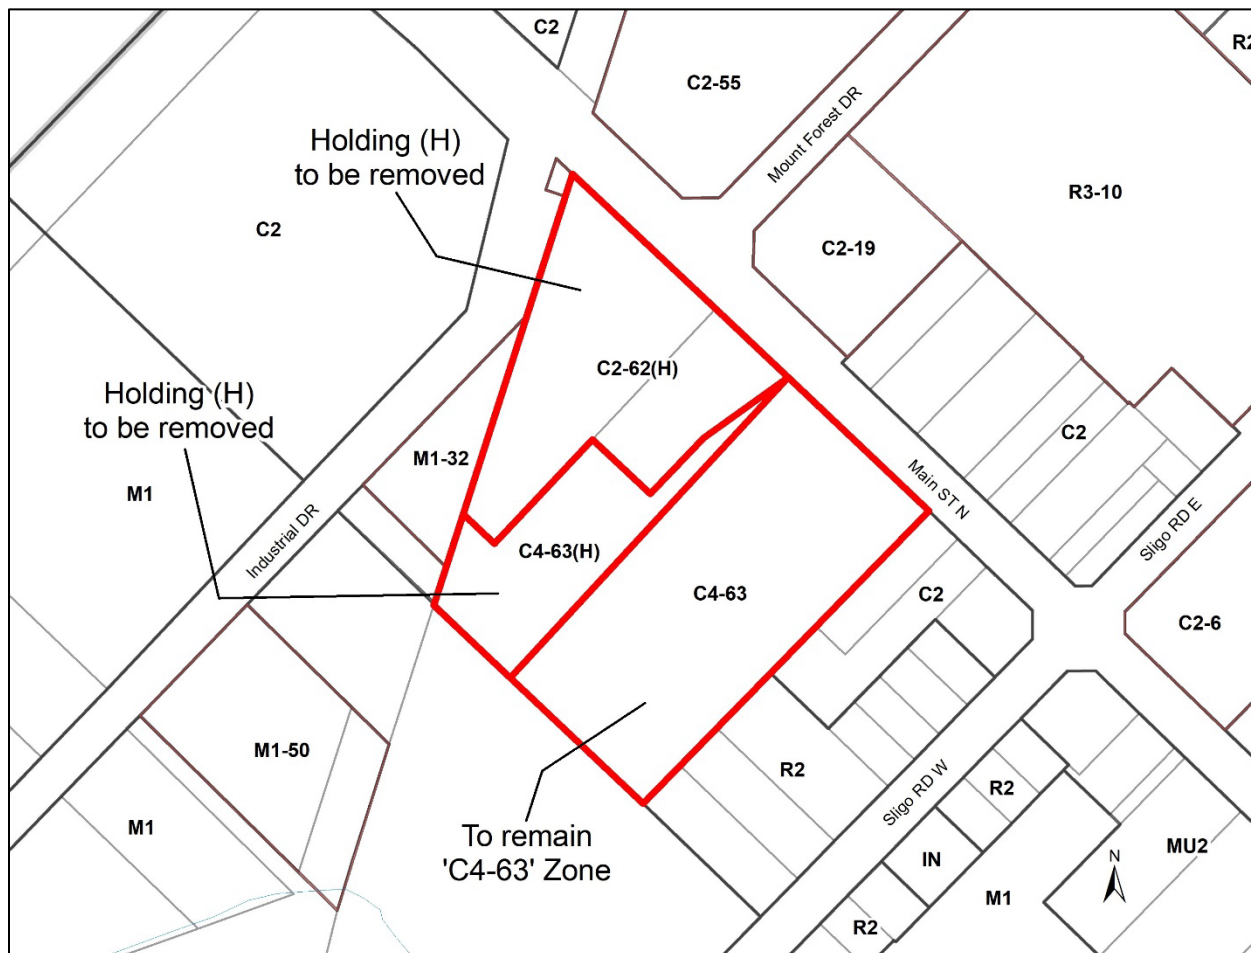 C2
R2
C2-55
Mount Forest DR
Holding (H)
to be removed
R3-10
C2
C2-19
C2-62(H)
Holding (H)
to be removed
C2
M1-32
Main ST N
M1
Industrial DR
Sligo RD E
C4-63(H)
C4-63
C2
C2-6
M1-50
R2
Sligo RD W
R2
M1
To remain
'C4-63' Zone
IN
MU2
N
M1
R2